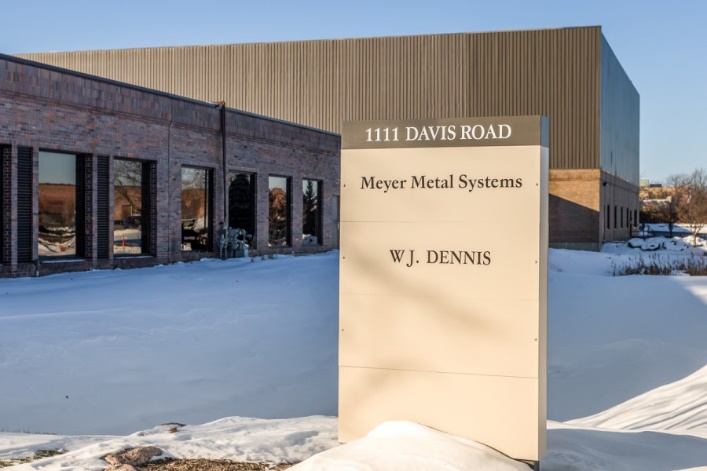 1111 DAVIS ROAD
Meyer Metal Systems
W.J. DENNIS